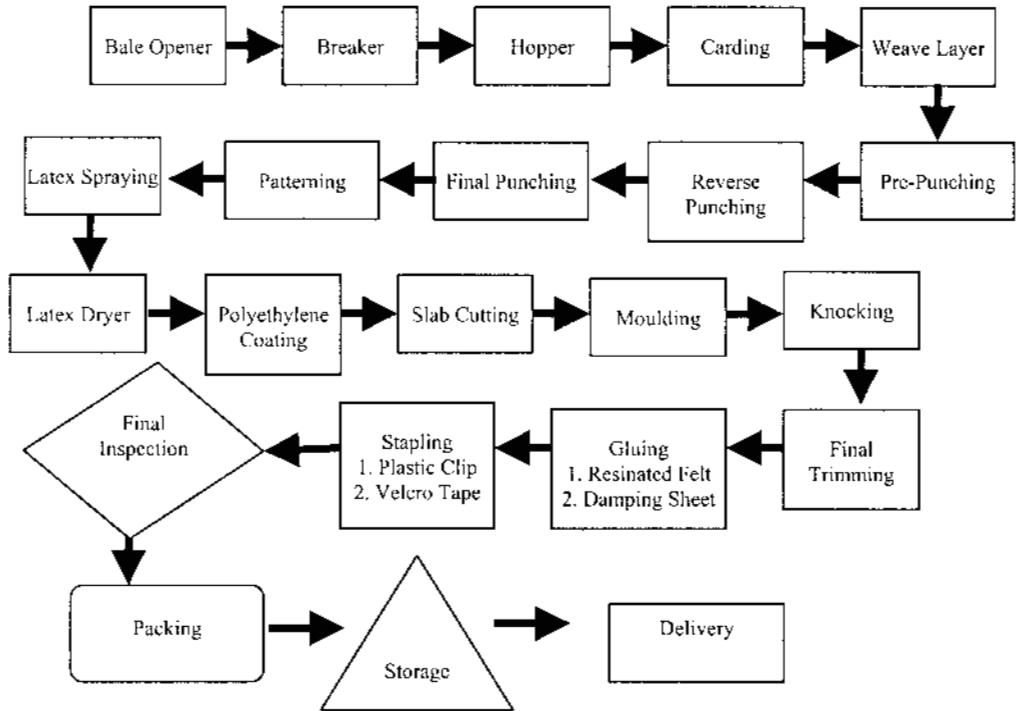 Bale Opener
Breaker
Hopper
Carding
Weave Layer
Latex Spraying
Patterning
Final Punching
Reverse
Punching
Pre-Punching
Latex Dryer
Polyethylene
Coating
Slab Cutting
Moulding
Knocking
Final
Inspection
Stapling
1. Plastic Clip
2. Velcro Tape
Gluing
1. Resinated Felt
2. Damping Sheet
Final
Trimming
Packing
Storage
Delivery